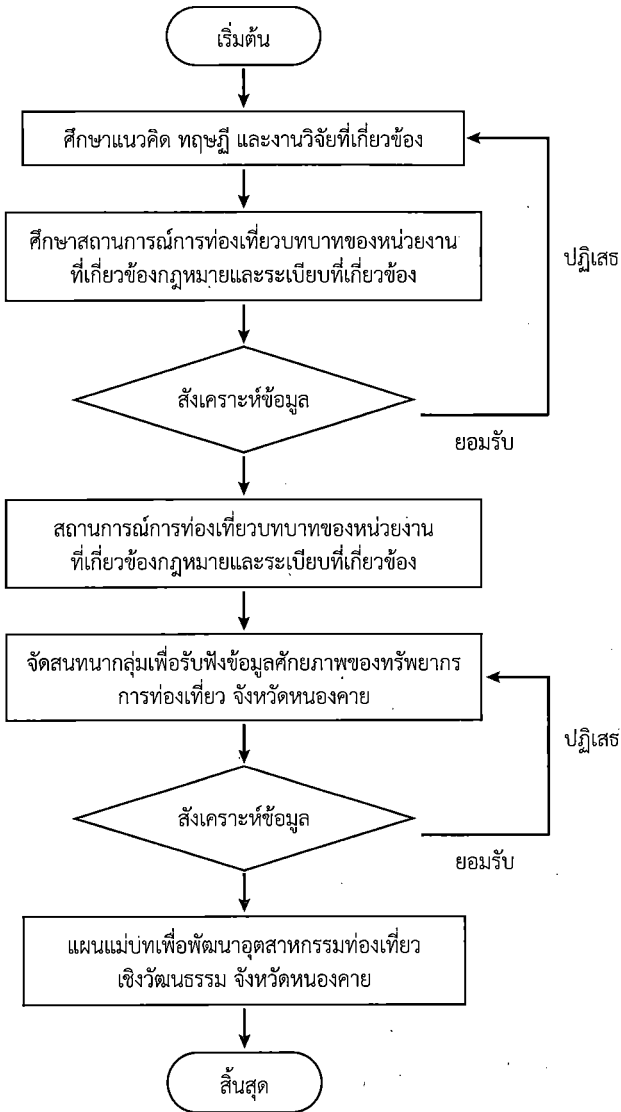 เริ่มต้น
ศึกษาแนวคิด ทฤษฎี และงานวิจัยที่เกี่ยวข้อง
ศึกษาสถานการณ์การท่องเที่ยวบทบาทของหน่วยงาน
ที่เกี่ยวข้องกฎหมายและระเบียบที่เกี่ยวข้อง
ปฏิเสธ
สังเคราะห์ข้อมูล
ยอมรับ
สถานการณ์การท่องเที่ยวบทบาทของหน่วยงาน
ที่เกี่ยวข้องกฎหมายและระเบียบที่เกี่ยวข้อง
จัดสนทนากลุ่มเพื่อรับฟังข้อมูลศักยภาพของทรัพยากร
การท่องเที่ยว จังหวัดหนองคาย
ปฏิเสธ
สังเคราะห์ข้อมูล
ยอมรับ
แผนแม่บทเพื่อพัฒนาอุตสาหกรรมท่องเที่ยว
เชิงวัฒนธรรม จังหวัดหนองคาย
สิ้นสุด